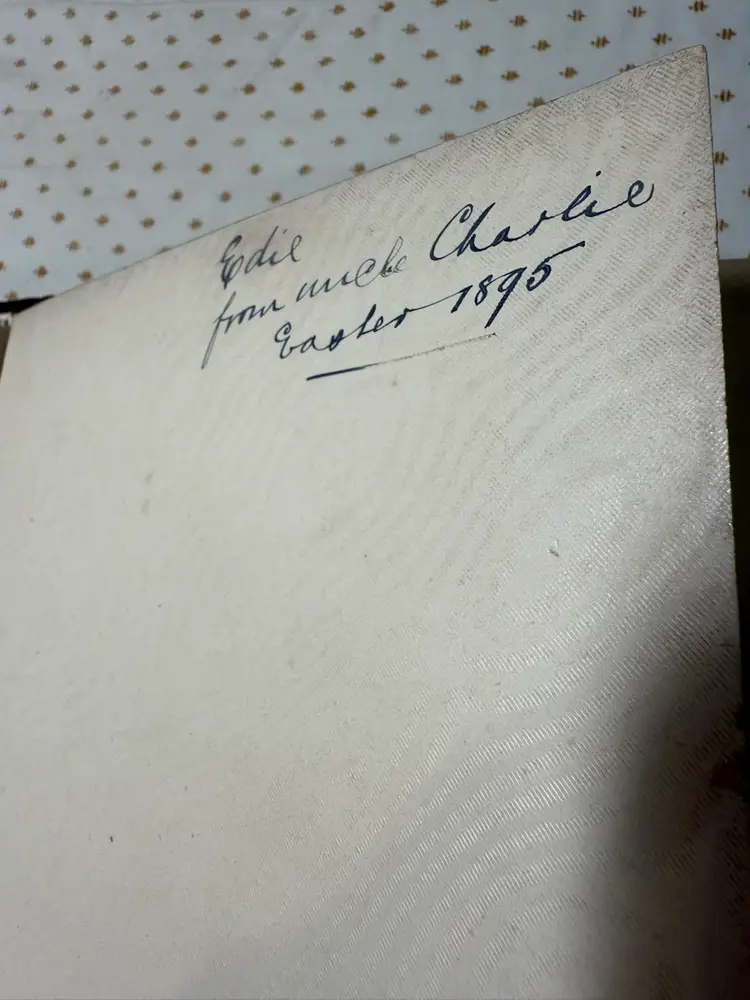 Edie
from uncle Charlie
Easter 1895